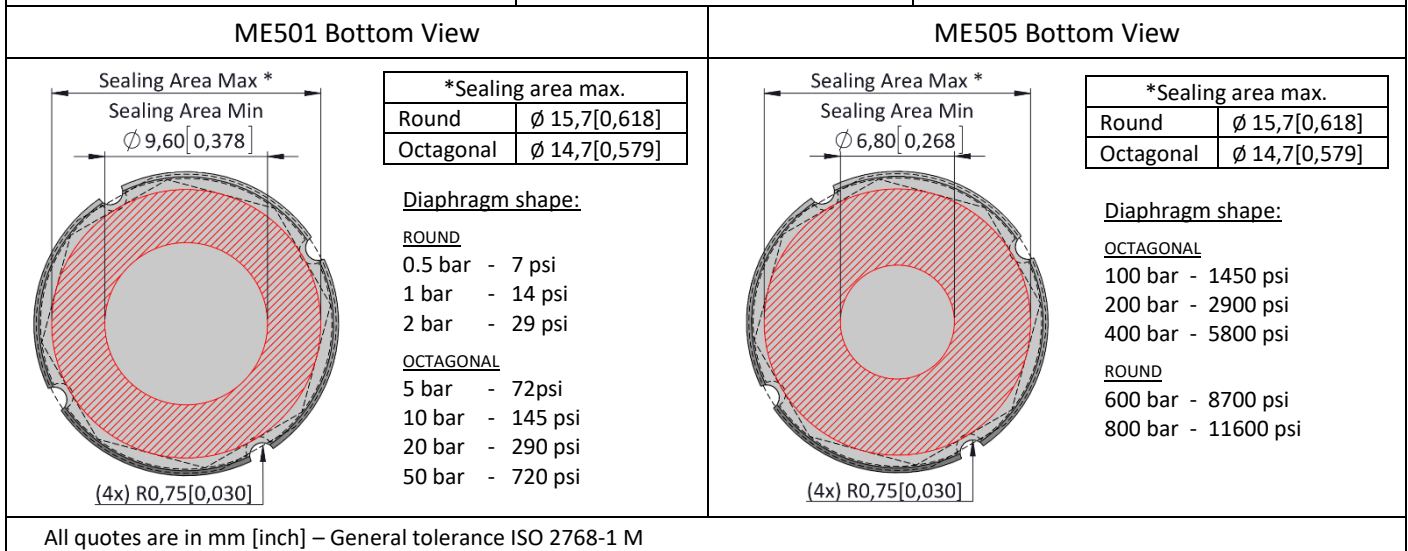 ME501 Bottom View
Sealing Area Max *
Sealing Area Min
Ø 9,60[0,378]
(4x) R0,75[0,030]
*Sealing area max.
Round Ø 15,7[0,618]
Octagonal Ø 14,7[0,579]
Diaphragm shape:
ROUND
0.5 bar - 7 psi
1 bar - 14 psi
2 bar - 29 psi
OCTAGONAL
5 bar - 72psi
10 bar - 145 psi
20 bar - 290 psi
50 bar - 720 psi
ME505 Bottom View
Sealing Area Max *
Sealing Area Min
Ø 6,80[0,268]
(4x) R0,75[0,030]
*Sealing area max.
Round Ø 15,7[0,618]
Octagonal Ø 14,7[0,579]
Diaphragm shape:
OCTAGONAL
100 bar - 1450 psi
200 bar - 2900 psi
400 bar - 5800 psi
ROUND
600 bar - 8700 psi
800 bar - 11600 psi
All quotes are in mm [inch] – General tolerance ISO 2768-1 M